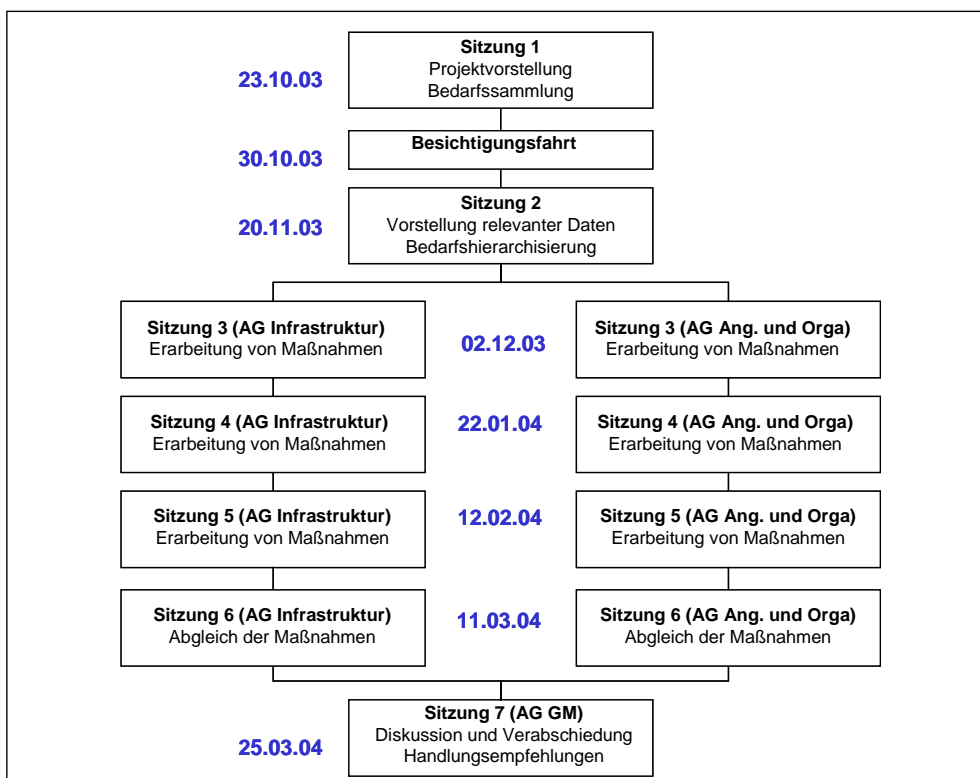 Sitzung 1
23.10.03
Projektvorstellung
Bedarfssammlung
Besichtigungsfahrt
30.10.03
Sitzung 2
20.11.03
Vorstellung relevanter Daten
Bedarfshierarchisierung
Sitzung 3 (AG Infrastruktur)
Erarbeitung von Maßnahmen
02.12.03
Sitzung 3 (AG Ang. und Orga)
Erarbeitung von Maßnahmen
Sitzung 4 (AG Infrastruktur)
Erarbeitung von Maßnahmen
22.01.04
Sitzung 4 (AG Ang. und Orga)
Erarbeitung von Maßnahmen
Sitzung 5 (AG Infrastruktur)
Erarbeitung von Maßnahmen
12.02.04
Sitzung 5 (AG Ang. und Orga)
Erarbeitung von Maßnahmen
Sitzung 6 (AG Infrastruktur)
Abgleich der Maßnahmen
11.03.04
Sitzung 6 (AG Ang. und Orga)
Abgleich der Maßnahmen
Sitzung 7 (AG GM)
Diskussion und Verabschiedung
Handlungsempfehlungen
25.03.04